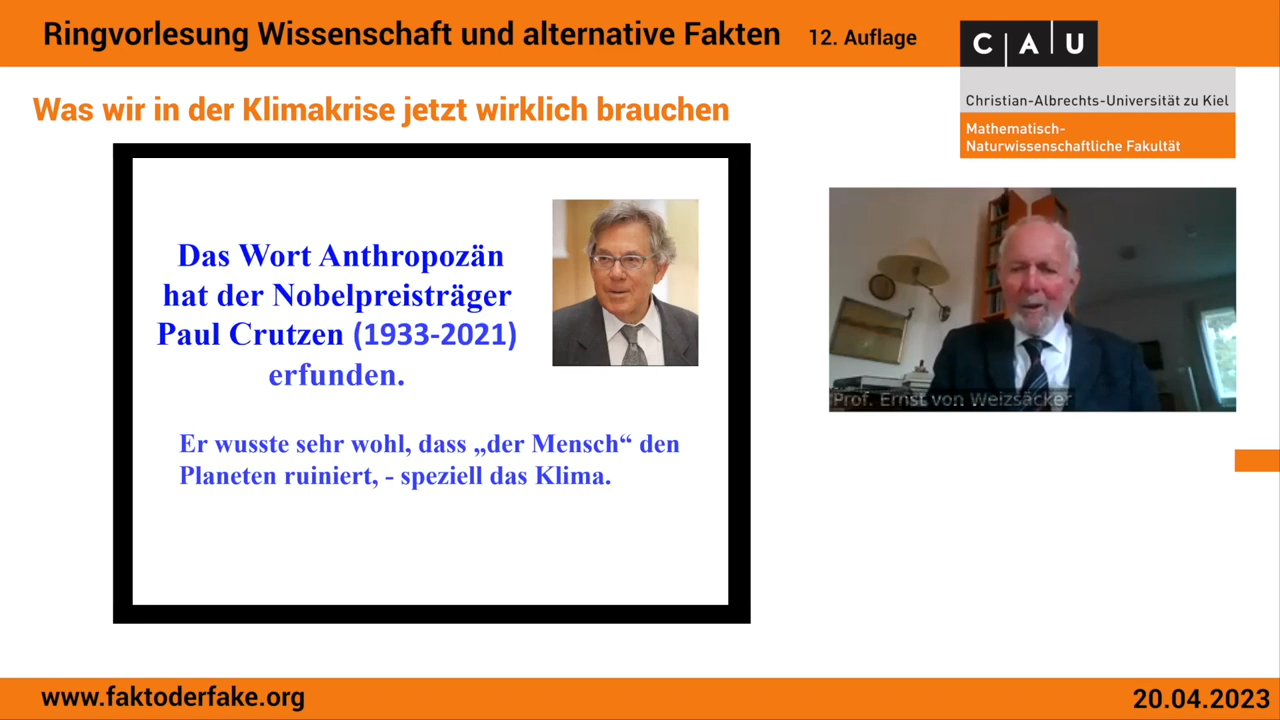 Ringvorlesung Wissenschaft und alternative Fakten 12. Auflage
C A U
Christian-Albrechts-Universität zu Kiel
Mathematisch-
Naturwissenschaftliche Fakultät
Was wir in der Klimakrise jetzt wirklich brauchen
Das Wort Anthropozän
hat der Nobelpreisträger
Paul Crutzen (1933-2021)
erfunden.
Er wusste sehr wohl, dass „der Mensch“ den
Planeten ruiniert, - speziell das Klima.
Prof. Ernst von Weizsäcker
www.faktoderfake.org
20.04.2023